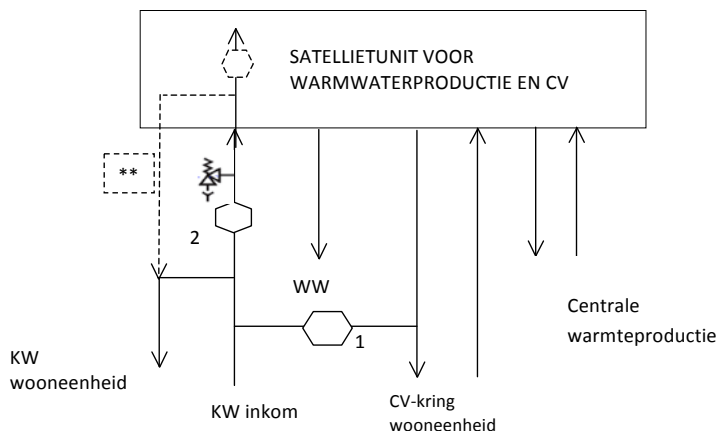 SATELLIETUNIT VOOR
WARMWATERPRODUCTIE EN CV
**
2
WW
1
Centrale
warmteproductie
KW
wooneenheid
KW inkom
CV-kring
wooneenheid